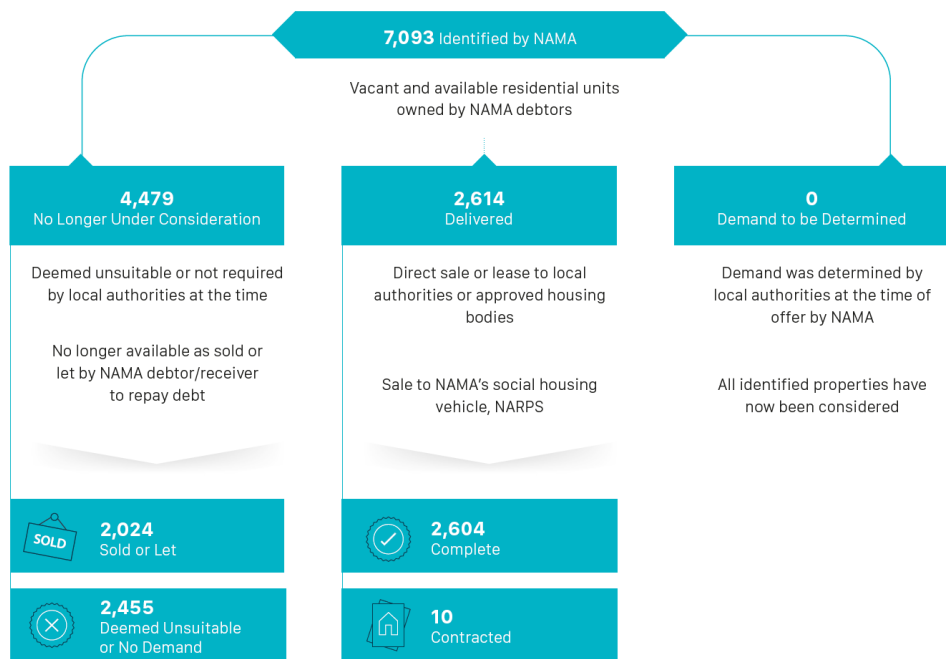 7,093 Identified by NAMA
Vacant and available residential units
owned by NAMA debtors
4,479
No Longer Under Consideration
Deemed unsuitable or not required
by local authorities at the time
No longer available as sold or
let by NAMA debtor/receiver
to repay debt
SOLD
2,024
Sold or Let
2,455
Deemed Unsuitable
or No Demand
2,614
Delivered
Direct sale or lease to local
authorities or approved housing
bodies
Sale to NAMA’s social housing
vehicle, NARPS
2,604
Complete
10
Contracted
0
Demand to be Determined
Demand was determined by
local authorities at the time of
offer by NAMA
All identified properties have
now been considered